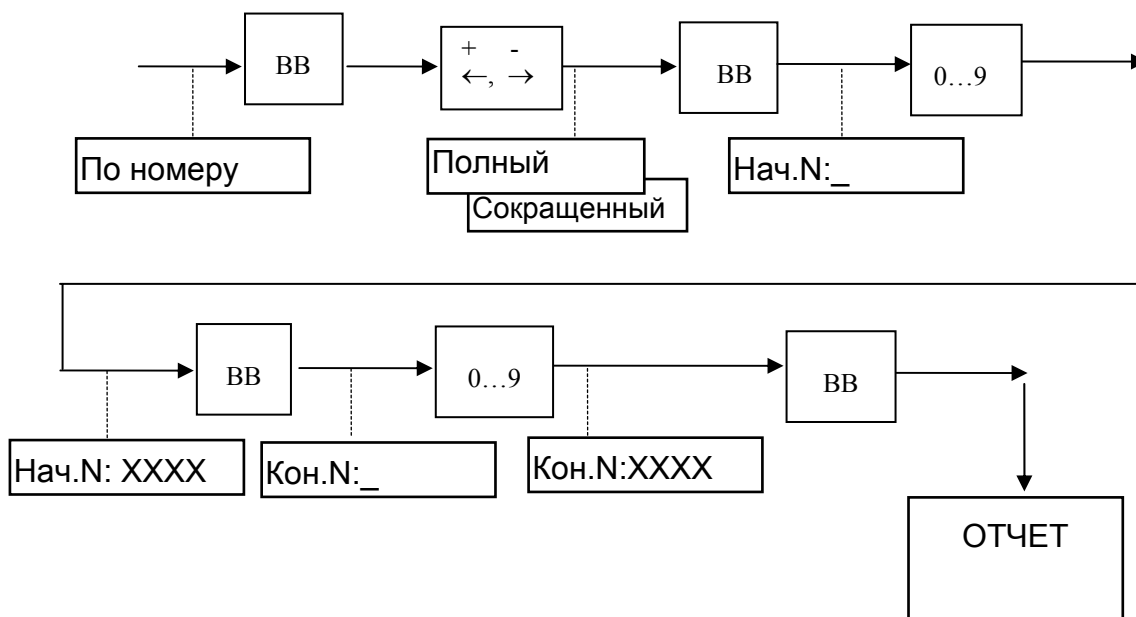 ВВ
+ -
←, →
ВВ
0...9
По номеру
Полный
Сокращенный
Нач.N:_
ВВ
0...9
ВВ
Нач.N: XXXX
Кон.N:_
Кон.N:XXXX
ОТЧЕТ